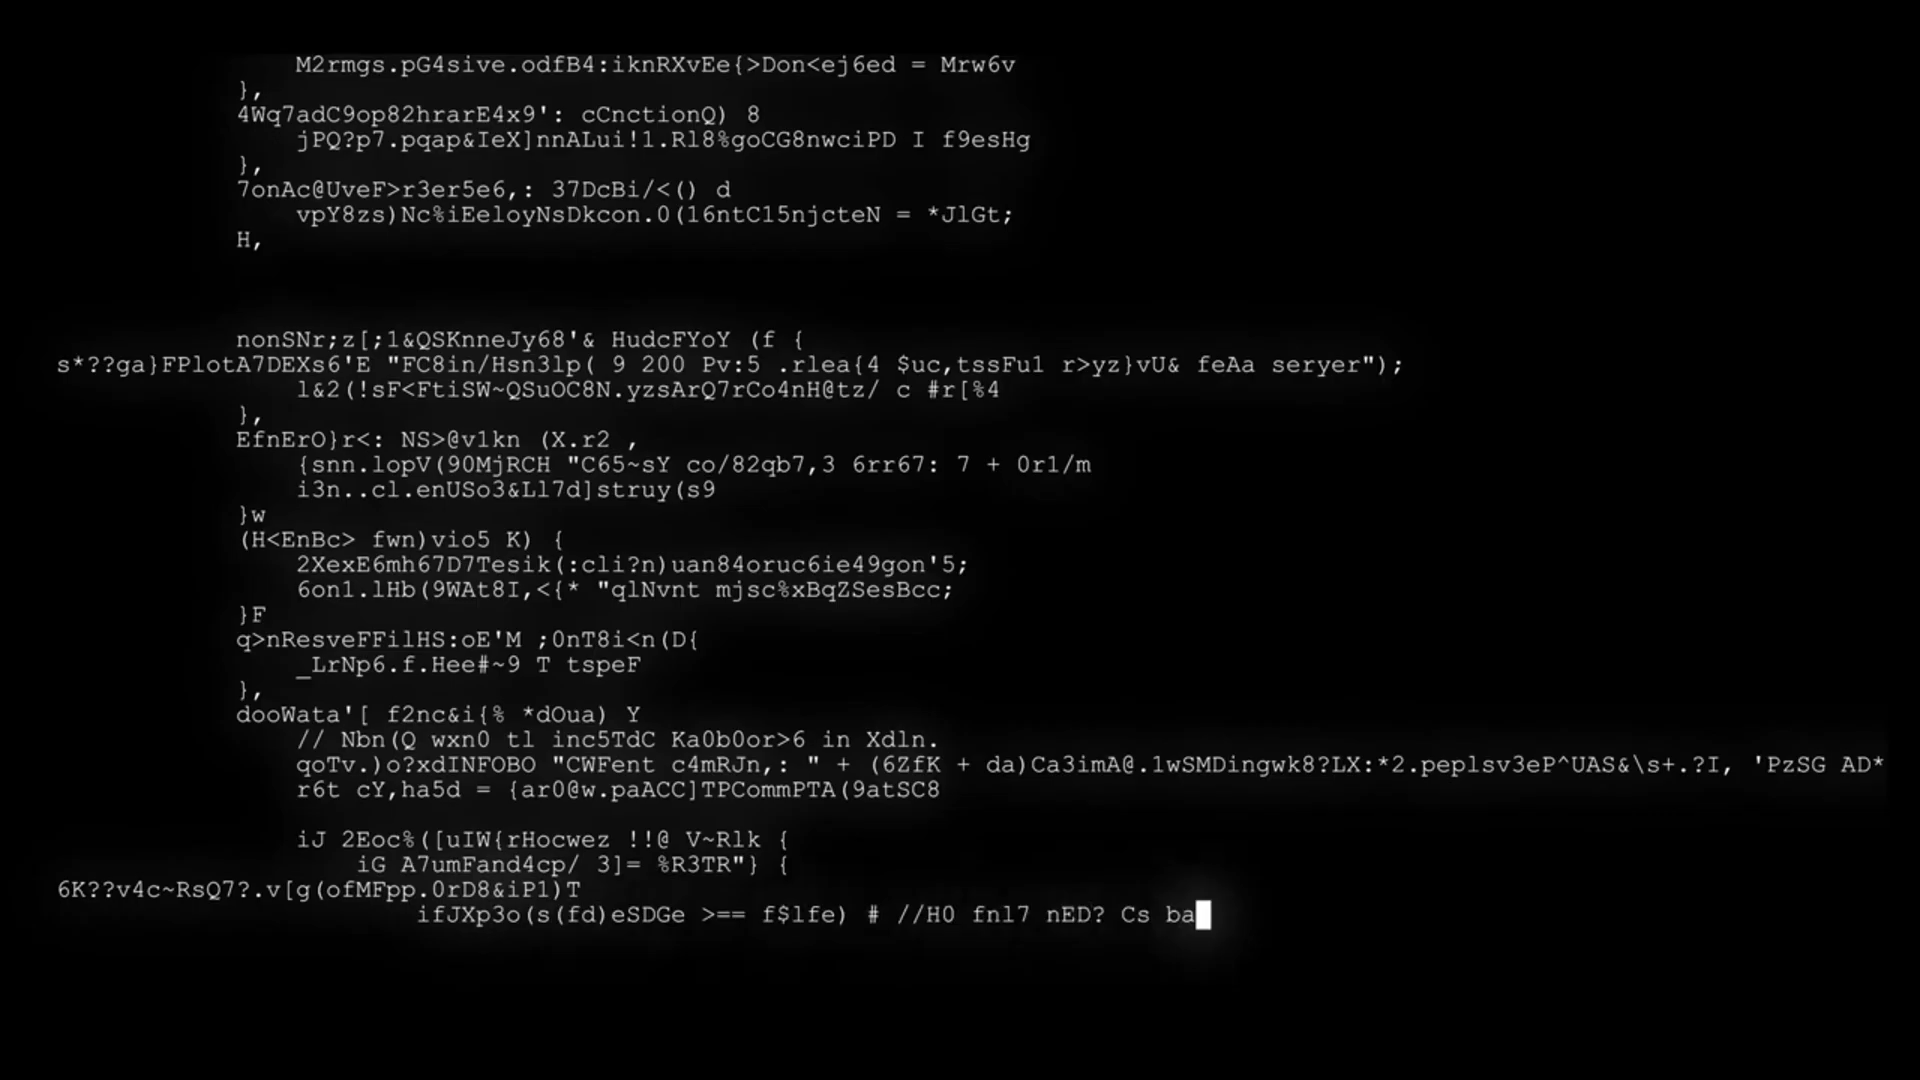 M2rmgs.pG4sive.odfB4:iknRXvEe{>Don<ej6ed = Mrw6v
},
4Wq7adC9op82hrarE4x9': cCnctionQ) 8
jPQ?p7.pqap&IeX]nnALui!1.Rl8%goCG8nwciPD I f9esHg
},
7onAc@UveF>r3er5e6,: 37DcBi/<() d
vpY8zs)Nc%iEeloyNsDkcon.0(16ntC15njcteN = *JlGt;
H,
nonSNr;z[;1&QSKnneJy68'& HudcFYoY (f {
s*??ga}FPlotA7DEXs6'E "FC8in/Hsn3lp( 9 200 Pv:5 .rlea{4 $uc,tssFu1 r>yz}vU& feAa seryer");
l&2(!sF<FtiSW~QSuOC8N.yzsArQ7rCo4nH@tz/ c #r[%4
},
EfnErO}r<: NS>@v1kn (X.r2 ,
{snn.lopV(90MjRCH "C65~sY co/82qb7,3 6rr67: 7 + 0r1/m
i3n..cl.enUSo3&Ll7d]struy(s9
}w
(H<EnBc> fwn)vio5 K) {
2XexE6mh67D7Tesik(:cli?n)uan84oruc6ie49gon'5;
6on1.lHb(9WAt8I,<{* "qlNvnt mjsc%xBqZSesBcc;
}F
q>nResveFFilHS:oE'M ;0nT8i<n(D{
_LrNp6.f.Hee#~9 T tspeF
},
dooWata'[ f2nc&i{% *dOua) Y
// Nbn(Q wxn0 tl inc5TdC Ka0b0or>6 in Xdln.
qoTv.)o?xdINFOBO "CWFent c4mRJn,: " + (6ZfK + da)Ca3imA@.1wSMDingwk8?LX:*2.peplsv3eP^UAS&\s+.?I, 'PzSG AD*
r6t cY,ha5d = {ar0@w.paACC]TPCommPTA(9atSC8
iJ 2Eoc%([uIW{rHocwez !!@ V~Rlk {
iG A7umFand4cp/ 3]= %R3TR"} {
6K??v4c~RsQ7?.v[g(ofMFpp.0rD8&iP1)T
ifJXp3o(s(fd)eSDGe >== f$lfe) # //H0 fnl7 nED? Cs ba